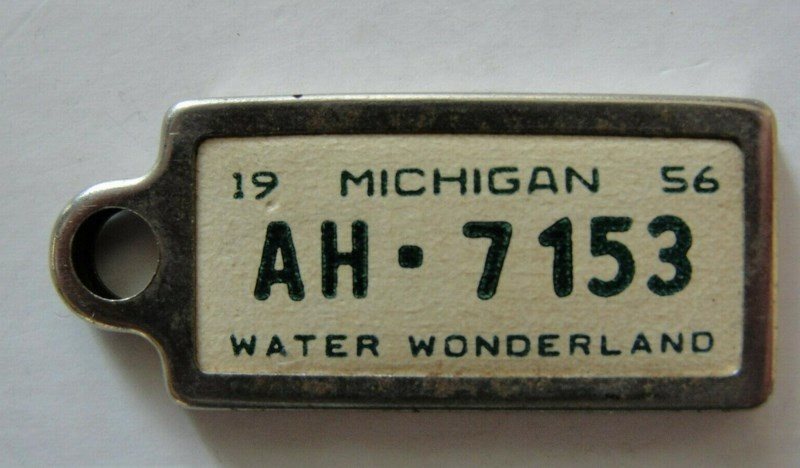 19 MICHIGAN 56
AH·7153
WATER WONDERLAND